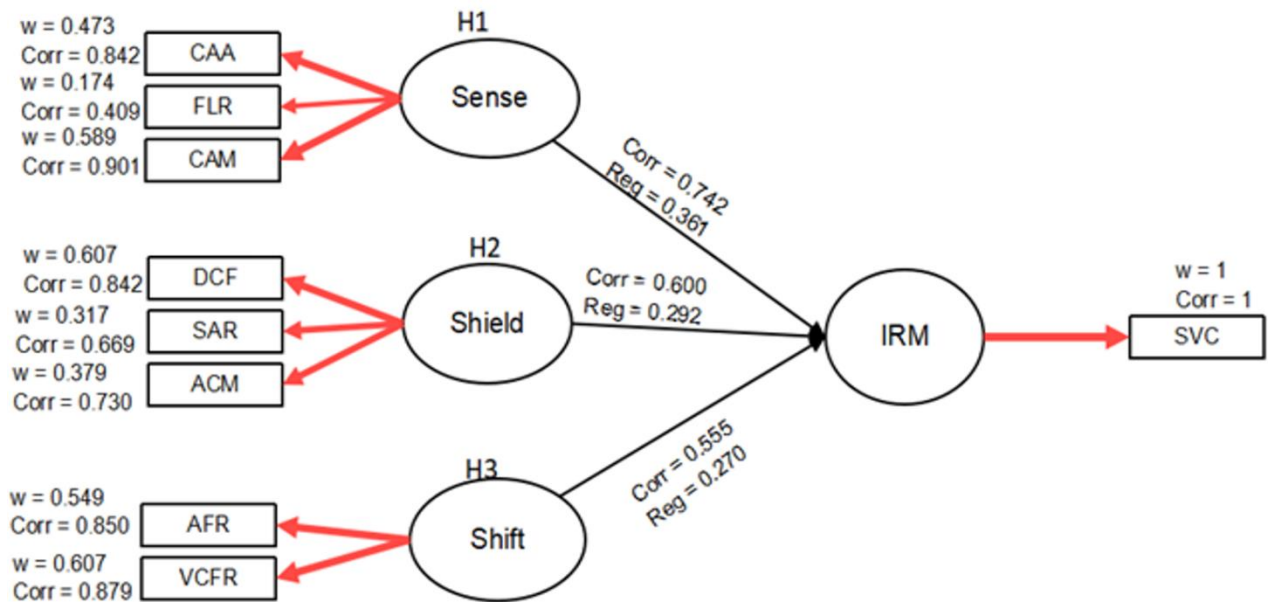 w = 0.473
Corr = 0.842
CAA
w = 0.174
Corr = 0.409
FLR
w = 0.589
Corr = 0.901
CAM
H1
Sense
Corr = 0.742
Reg = 0.361
w = 0.607
Corr = 0.842
DCF
w = 0.317
Corr = 0.669
SAR
w = 0.379
Corr = 0.730
ACM
H2
Shield
Corr = 0.600
Reg = 0.292
w = 0.549
Corr = 0.850
AFR
w = 0.607
Corr = 0.879
VCFR
H3
Shift
Corr = 0.555
Reg = 0.270
IRM
w = 1
Corr = 1
SVC